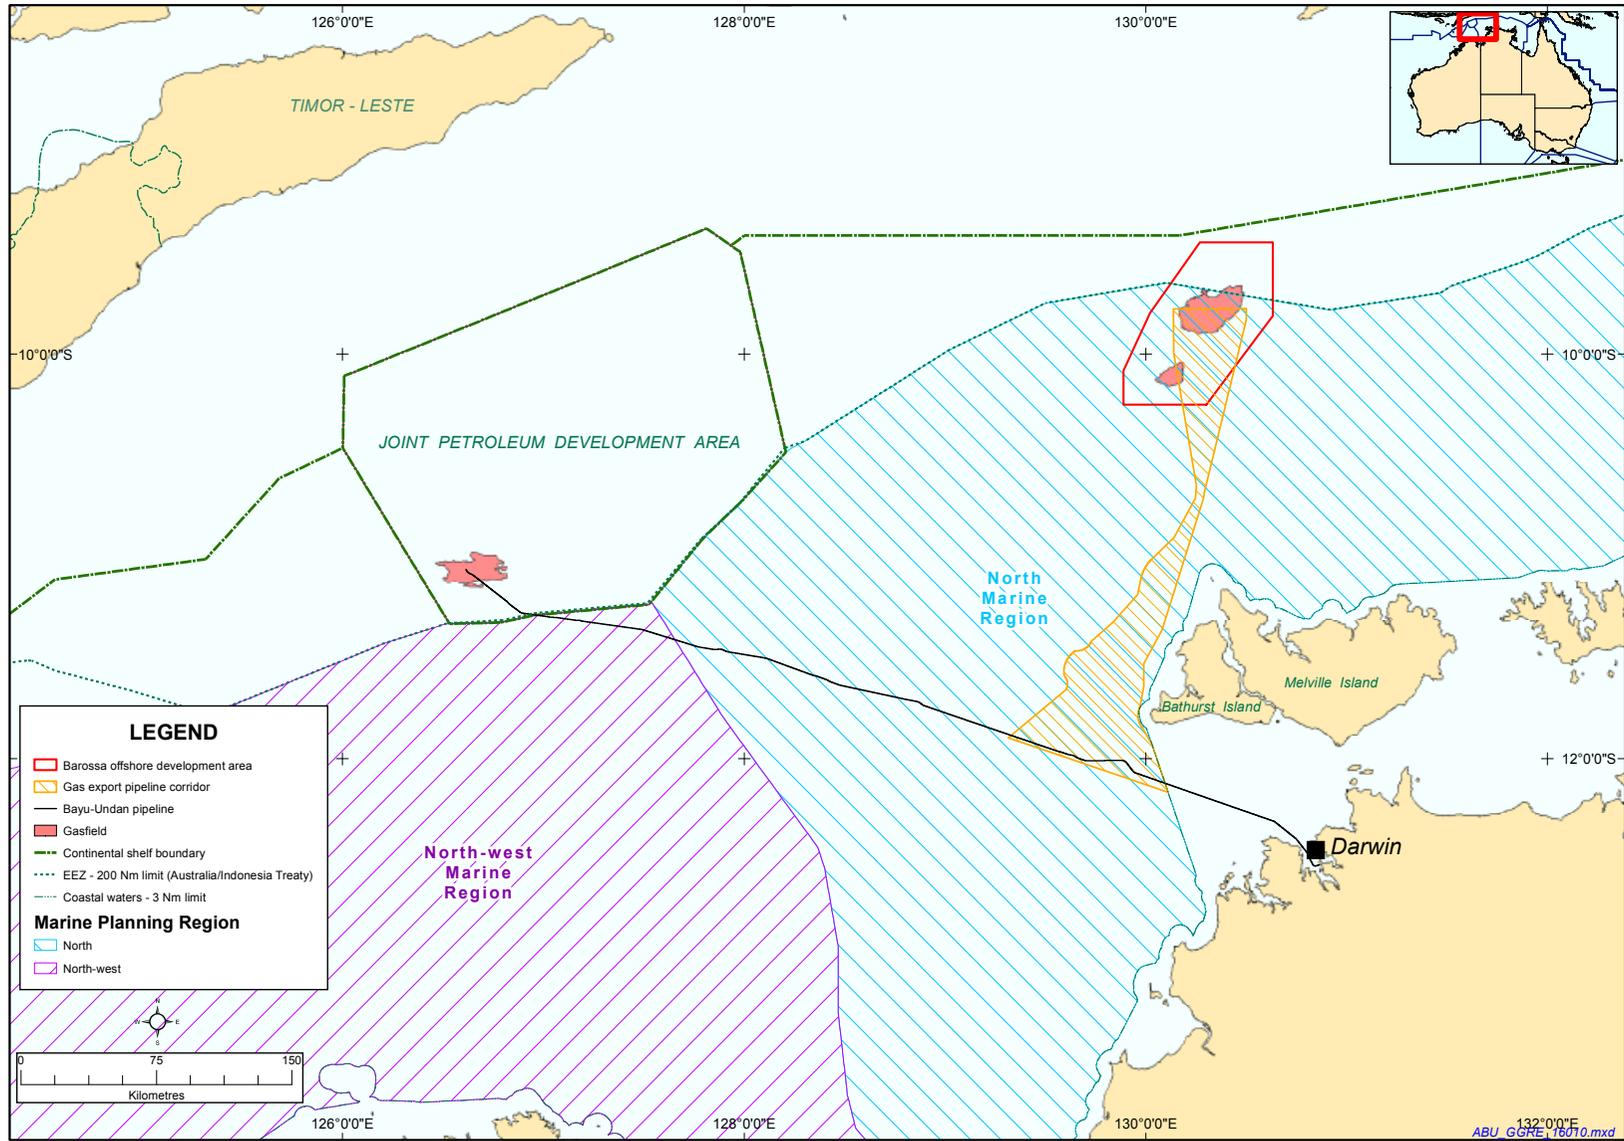 126°0'0"E
128°0'0"E
130°0'0"E
TIMOR - LESTE
10°0'0"S
10°0'0"S
JOINT PETROLEUM DEVELOPMENT AREA
North
Marine
Region
Melville Island
Bathurst Island
12°0'0"S
Darwin
North-west
Marine
Region
LEGEND
Barossa offshore development area
Gas export pipeline corridor
Bayu-Undan pipeline
Gasfield
Continental shelf boundary
EEZ - 200 Nm limit (Australia/Indonesia Treaty)
Coastal waters - 3 Nm limit
Marine Planning Region
North
North-west
N
W
E
S
0 75 150
Kilometres
126°0'0"E
128°0'0"E
130°0'0"E
132°0'0"E
ABU_GGRE_16010.mxd